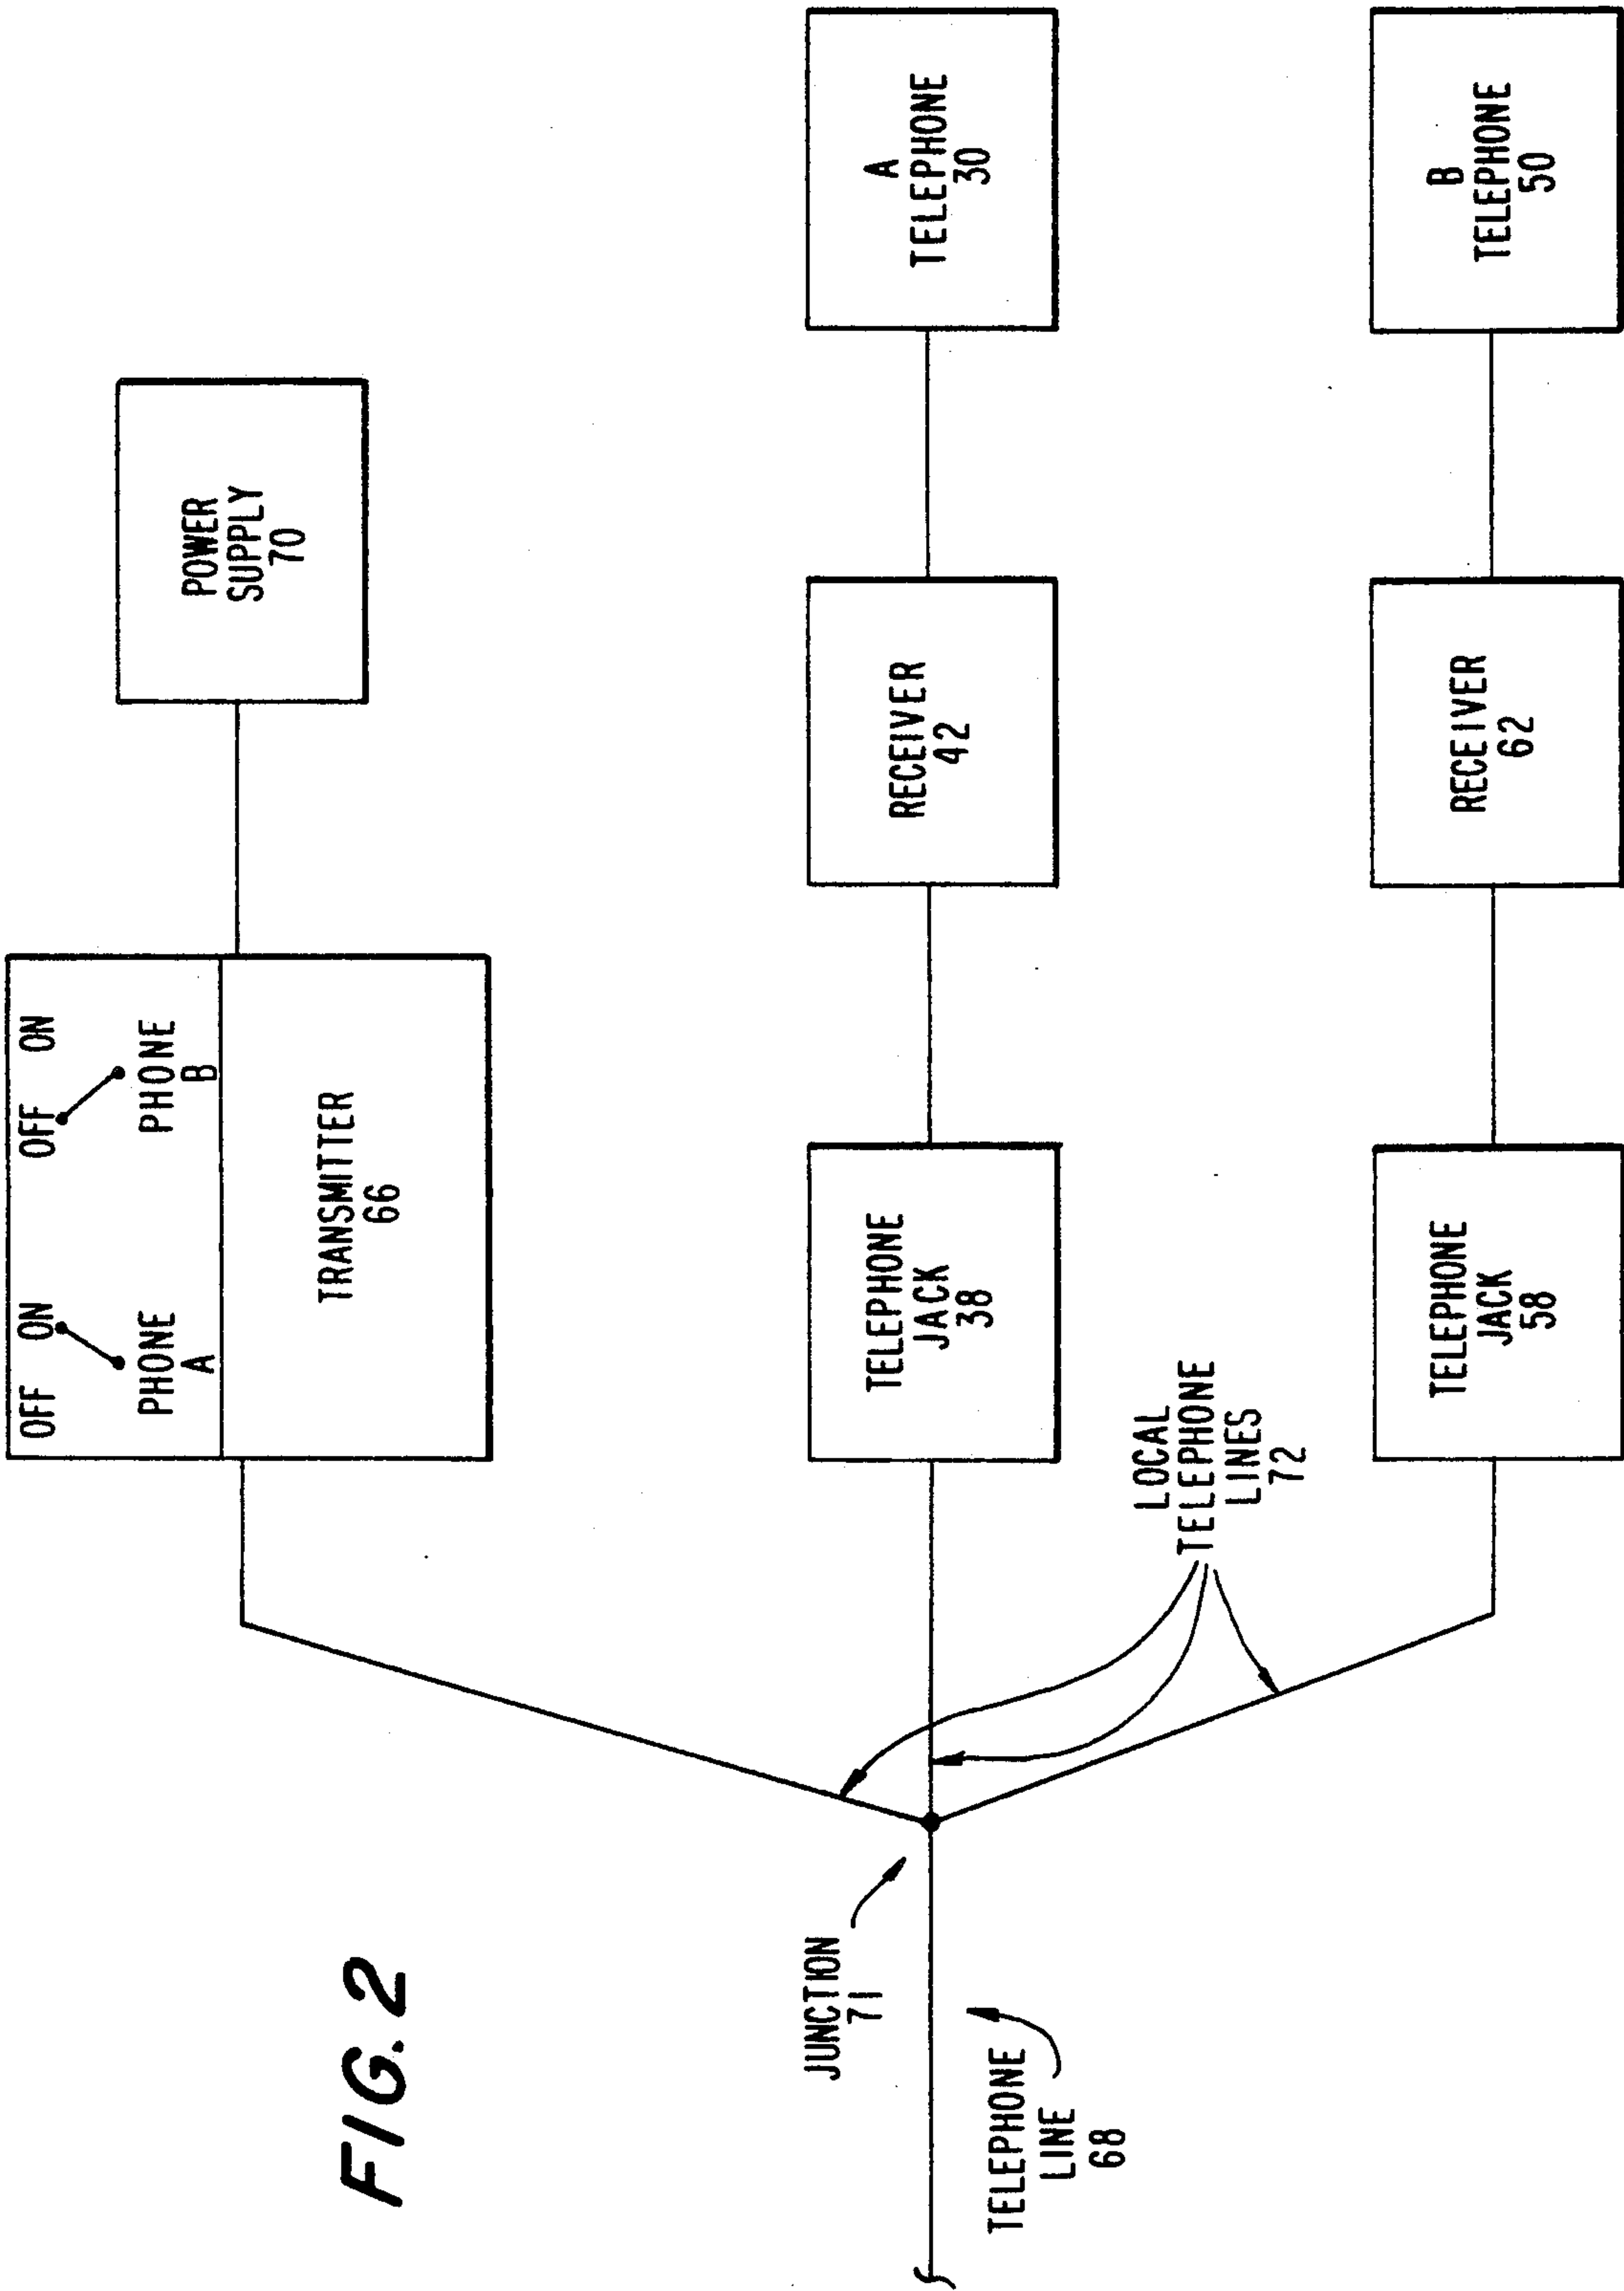 FIG. 2
OFF ON
OFF ON
PHONE
A
PHONE
B
TRANSMITTER
66
POWER
SUPPLY
70
JUNCTION
71
TELEPHONE
LINE
68
LOCAL
TELEPHONE
LINES
72
TELEPHONE
JACK
38
RECEIVER
42
A
TELEPHONE
30
TELEPHONE
JACK
58
RECEIVER
62
B
TELEPHONE
50